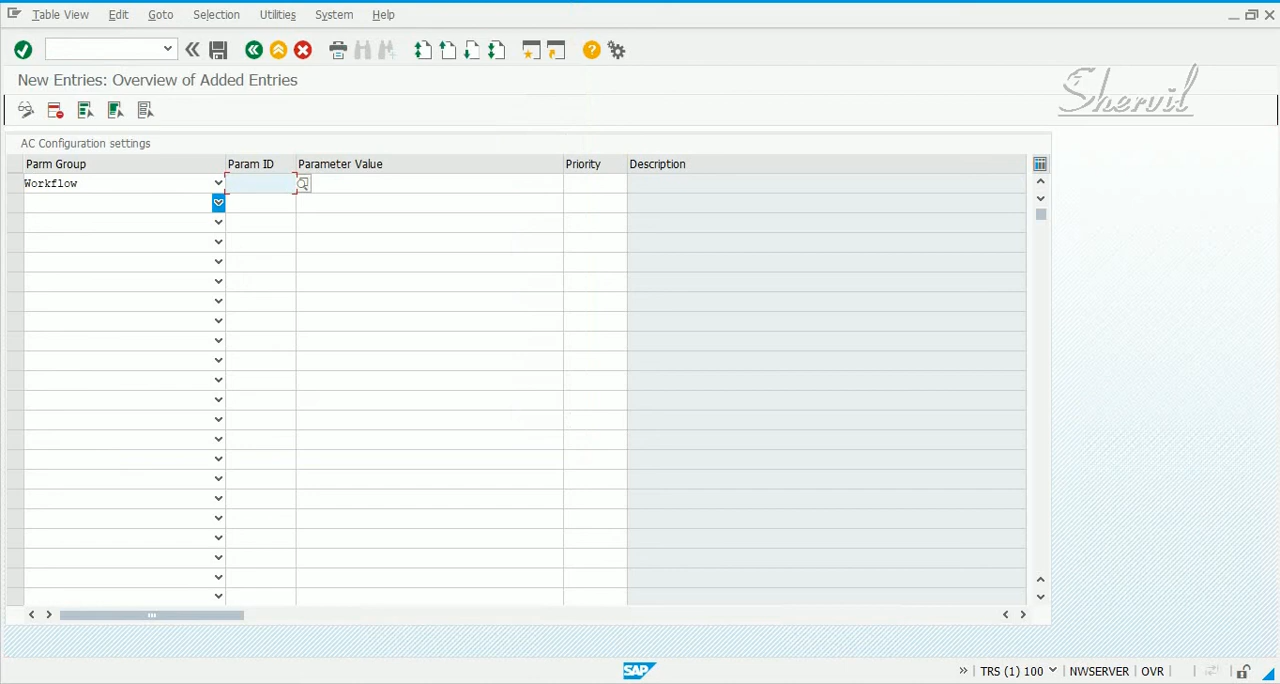 Table View Edit Goto Selection Utilities System Help
New Entries: Overview of Added Entries
Shervil
AC Configuration settings
Parm Group Param ID Parameter Value Priority Description
Workflow
SAP TRS (1) 100 NWSERVER OVR